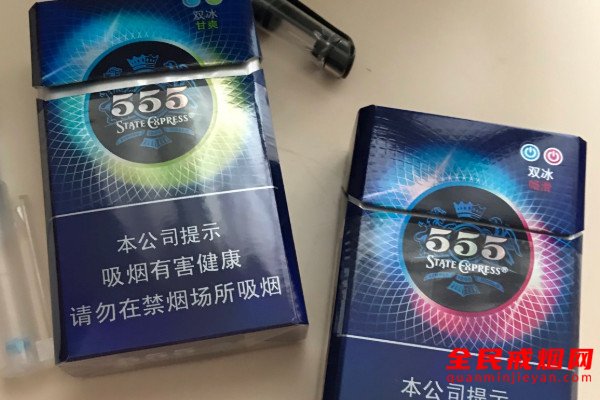 双冰
甘爽
555
STATE EXPRESS
本公司提示
吸烟有害健康
请勿在禁烟场所吸烟
双冰
555
STATE EXPRESS®
本公司提示
全民戒烟网
quanminjieyan.com